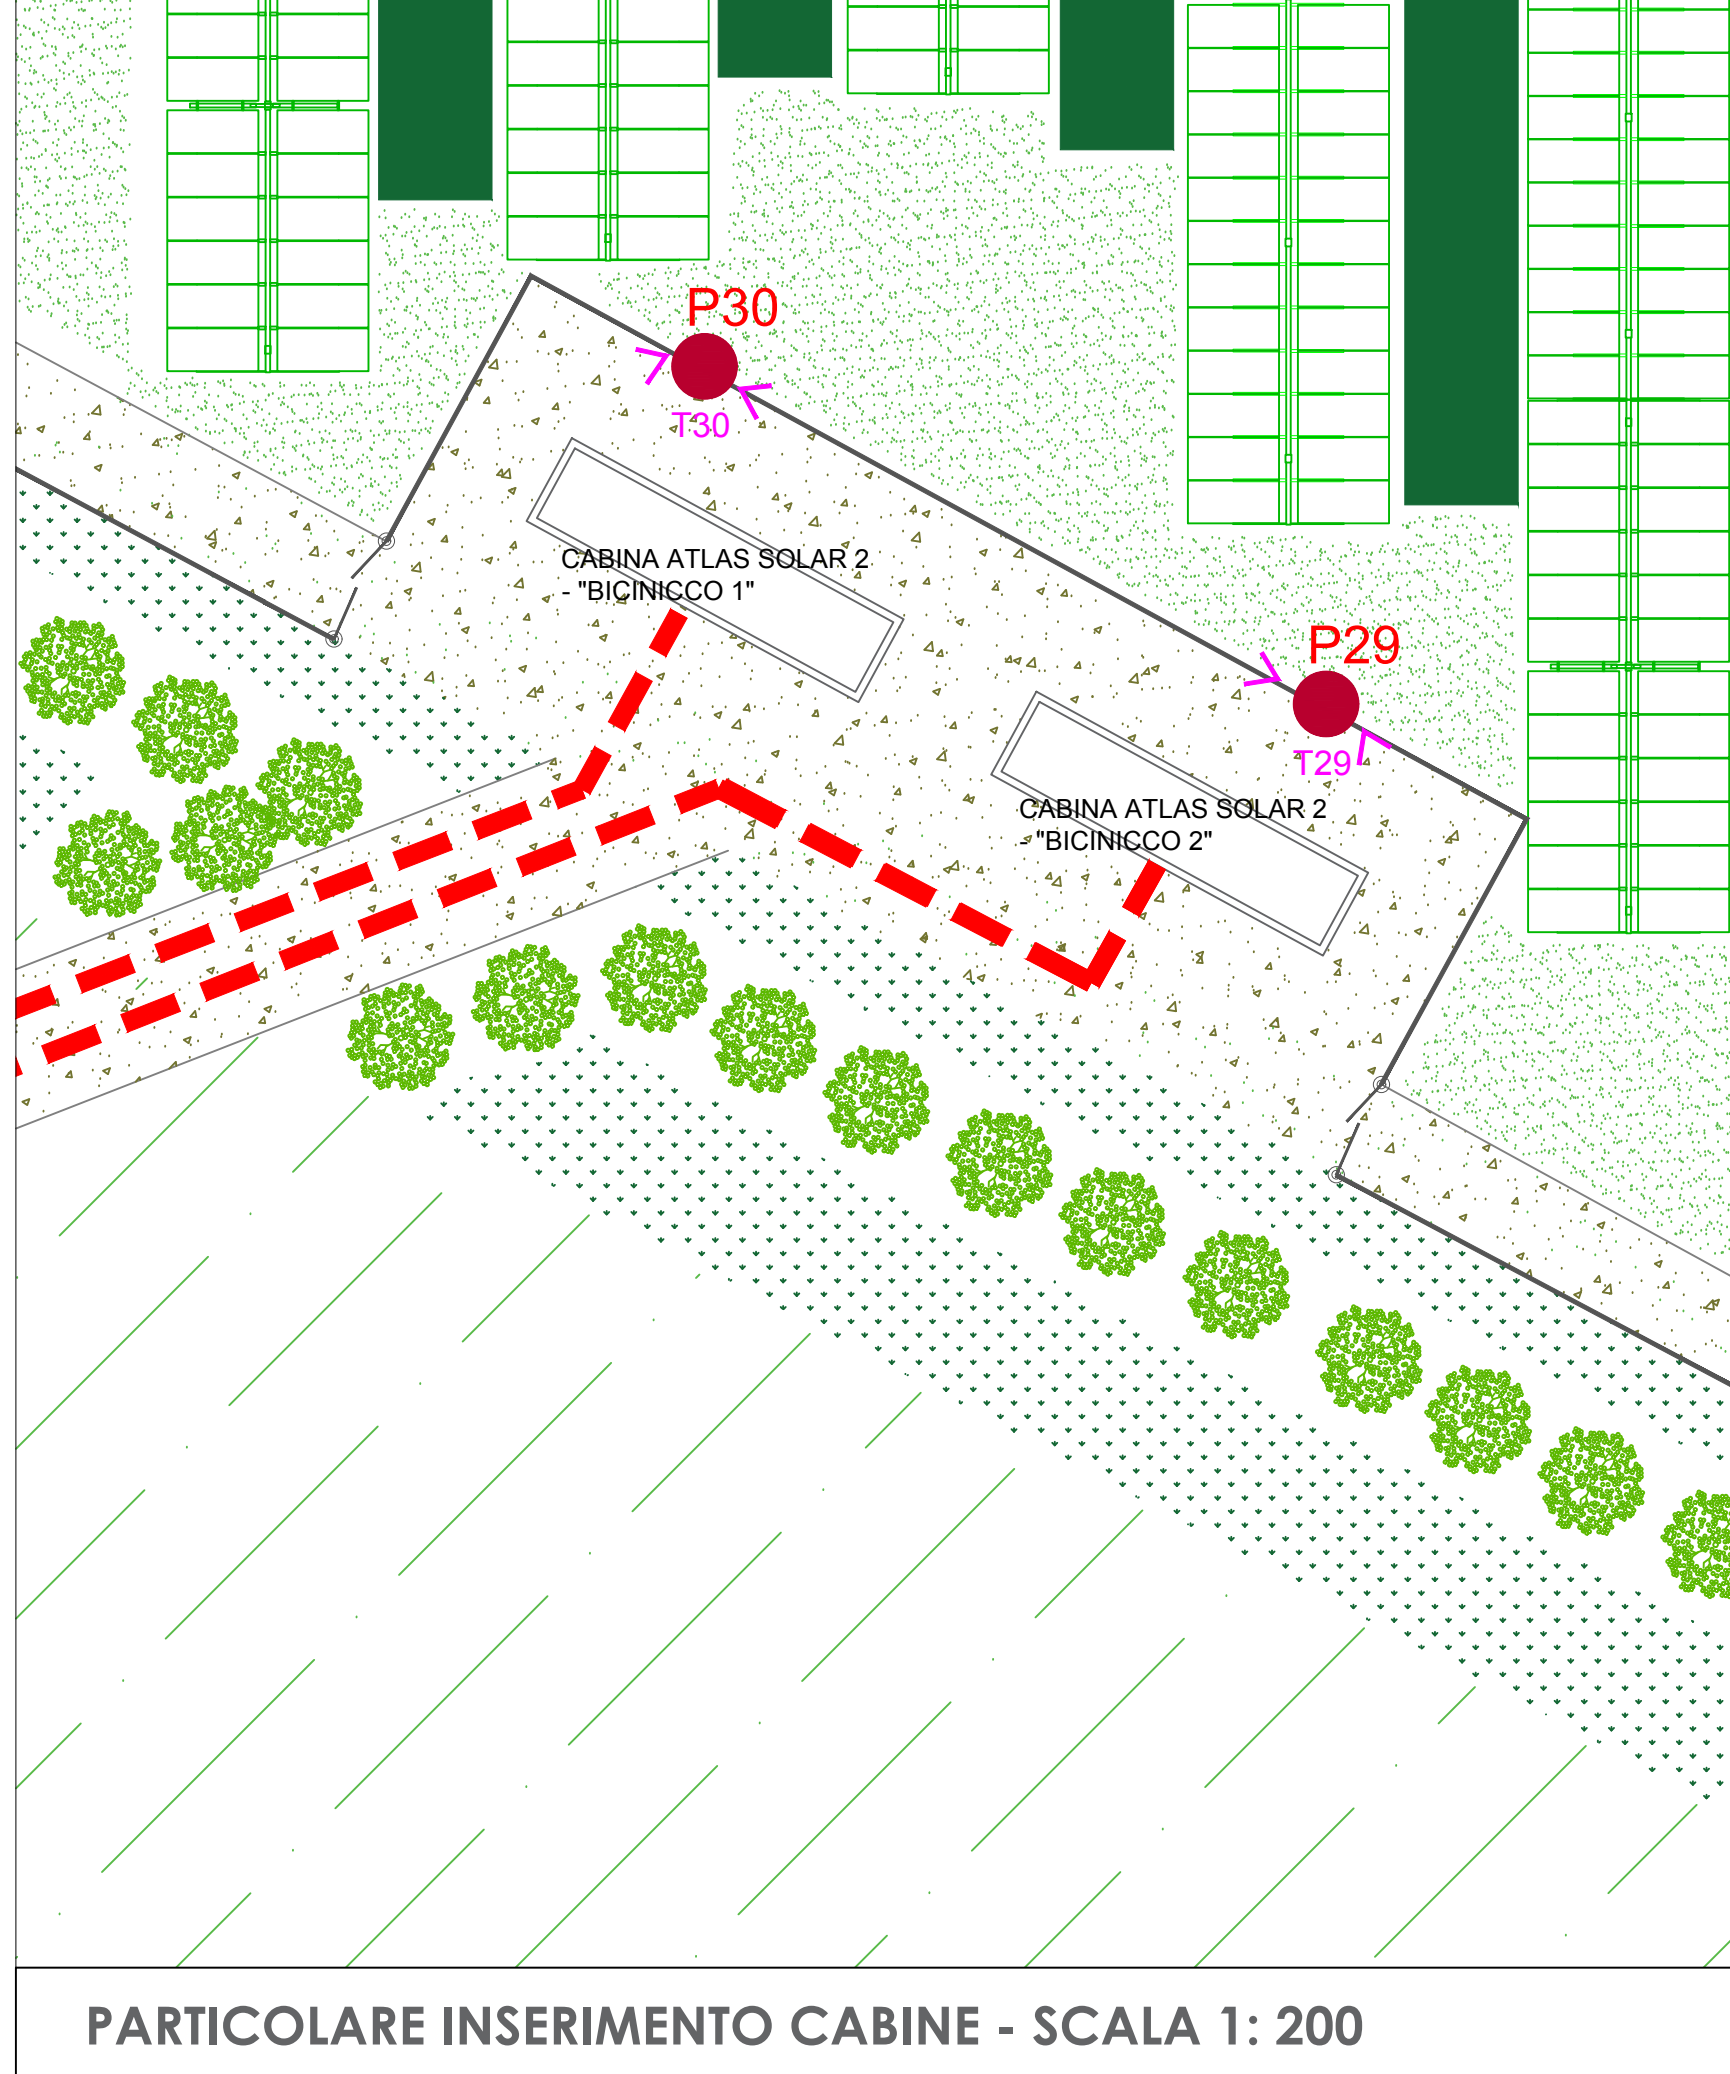 P30
T30
CABINA ATLAS SOLAR 2
- "BICINICCO 1"
P29
T29
CABINA ATLAS SOLAR 2
- "BICINICCO 2"
PARTICOLARE INSERIMENTO CABINE - SCALA 1: 200